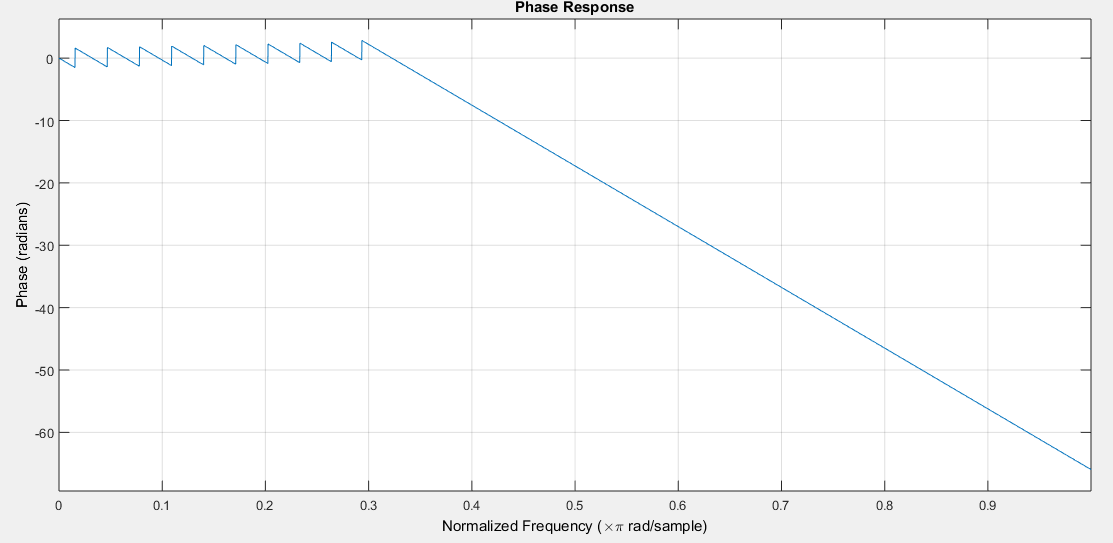 Phase Response
Phase (radians)
0
-10
-20
-30
-40
-50
-60
0 0.1 0.2 0.3 0.4 0.5 0.6 0.7 0.8 0.9
Normalized Frequency (×π rad/sample)